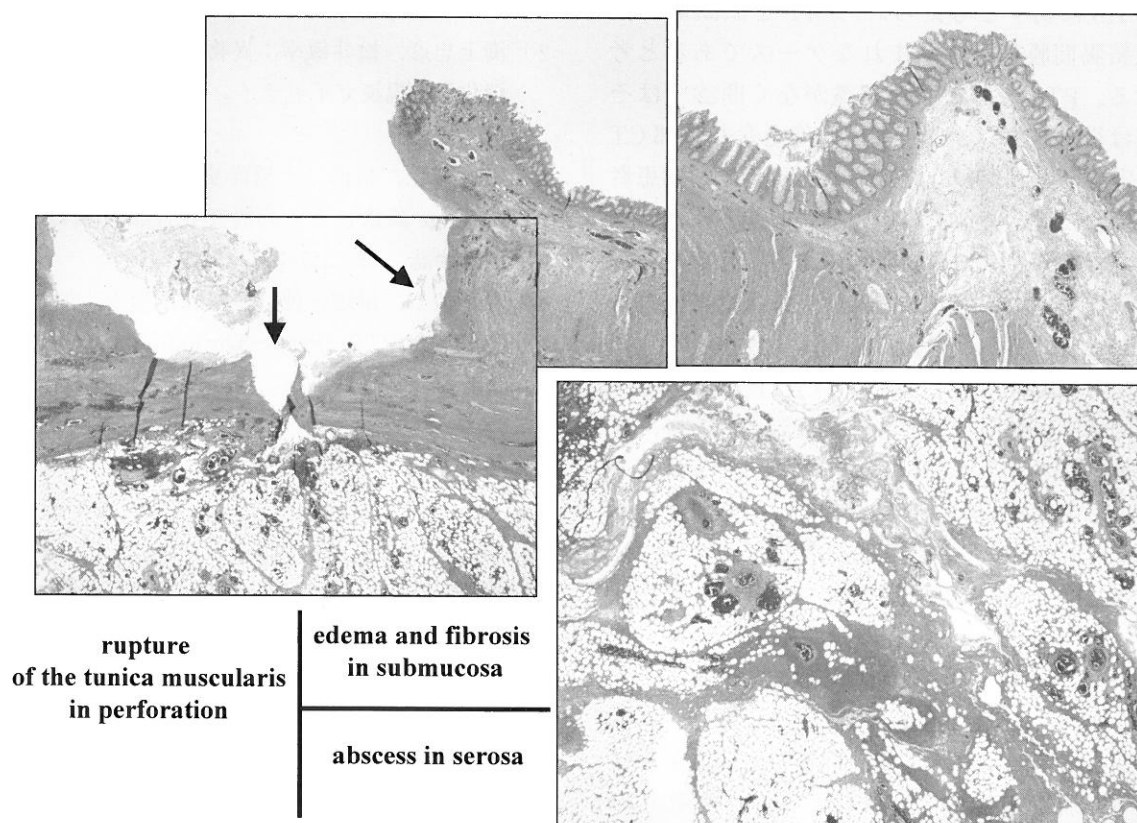 rupture
of the tunica muscularis
in perforation
edema and fibrosis
in submucosa
abscess in serosa